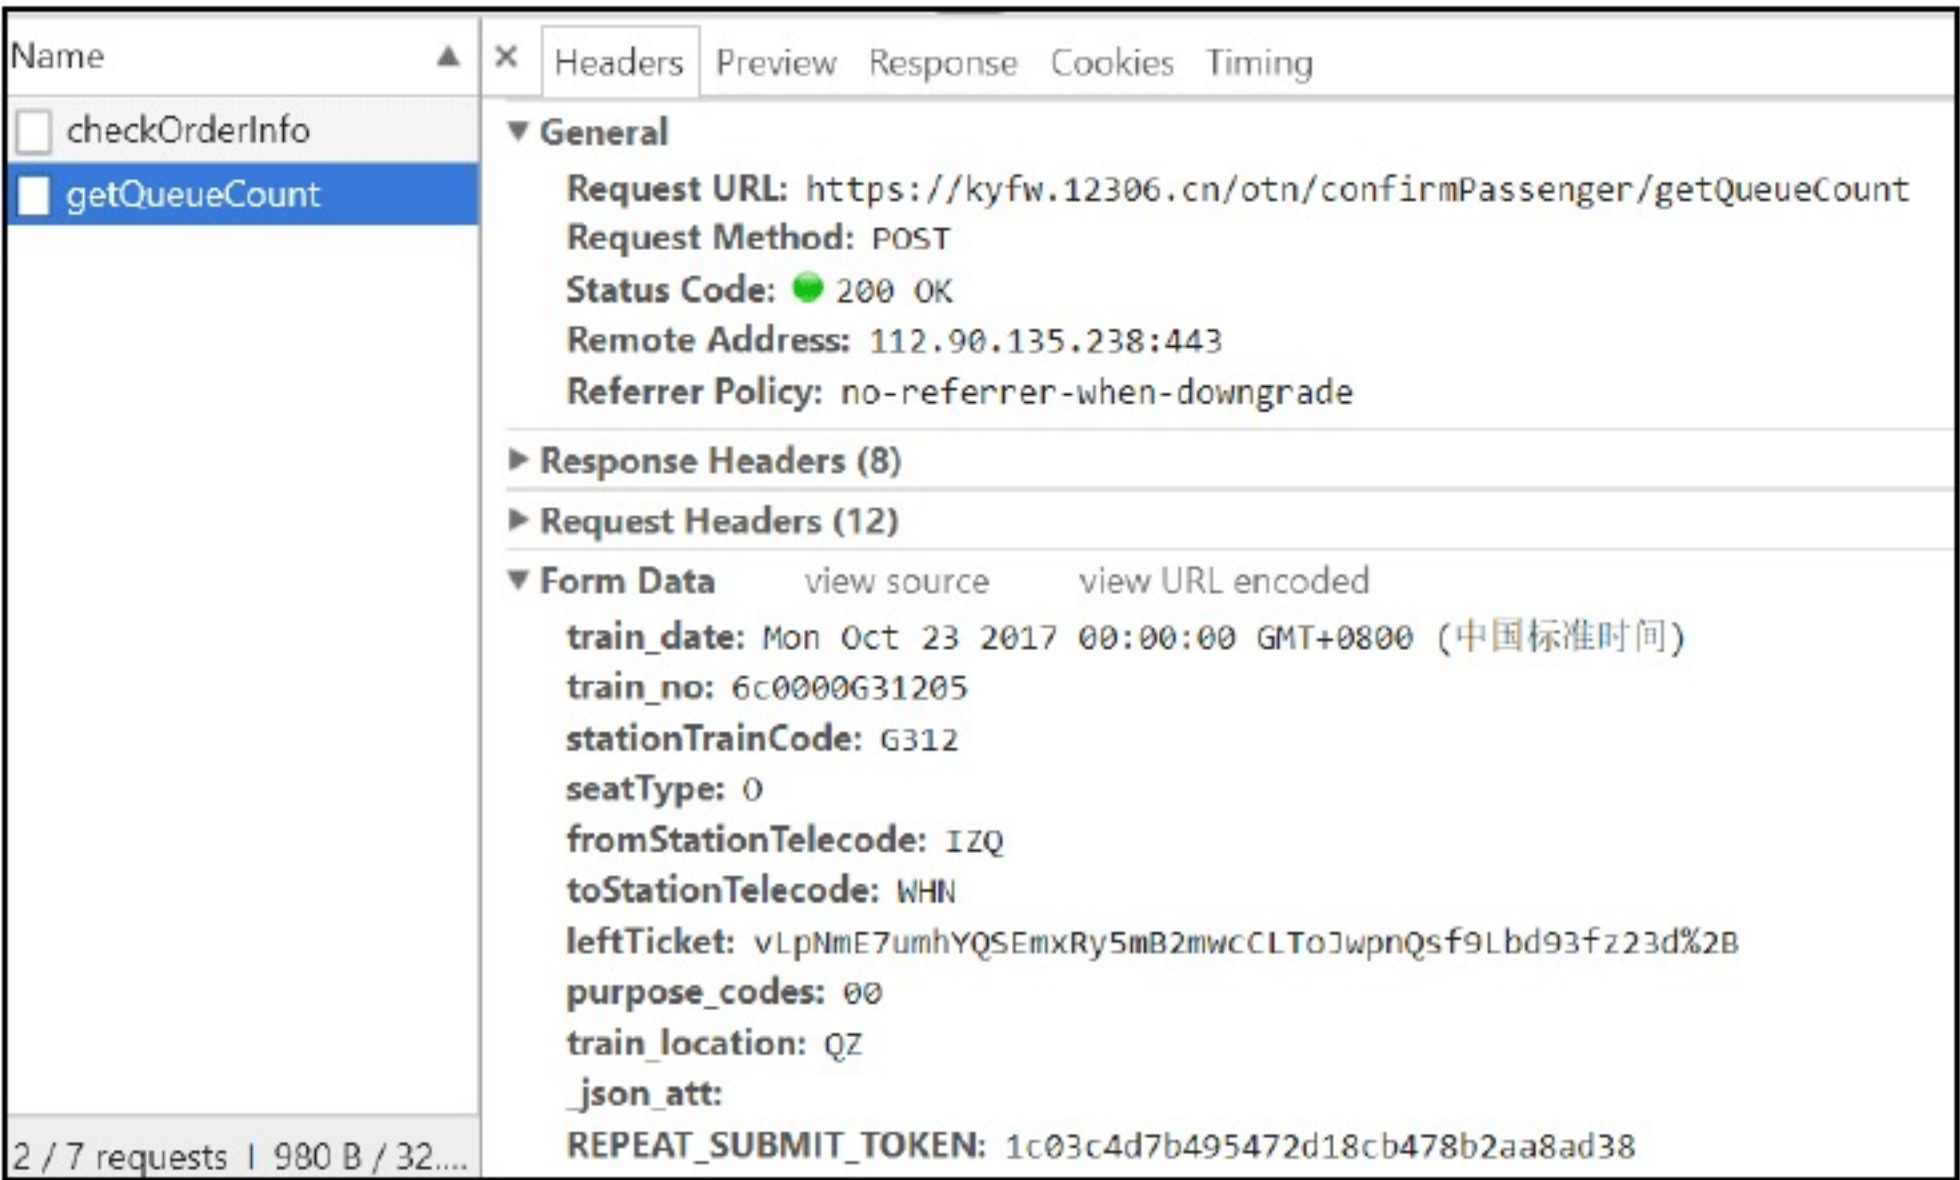 Name
checkOrderInfo
getQueueCount
2 / 7 requests | 980 B / 32....
Headers Preview Response Cookies Timing
General
Request URL: https://kyfw.12306.cn/otn/confirmPassenger/getQueueCount
Request Method: POST
Status Code: 200 OK
Remote Address: 112.90.135.238:443
Referrer Policy: no-referrer-when-downgrade
Response Headers (8)
Request Headers (12)
Form Data view source view URL encoded
train_date: Mon Oct 23 2017 00:00:00 GMT+0800 (中国标准时间)
train_no: 6c0000G31205
stationTrainCode: G312
seatType: O
fromStationTelecode: IZQ
toStationTelecode: WHN
leftTicket: vLpNmE7umhYQSEmxRy5mB2mwcCLToJwpnQsf9Lbd93fz23d%2B
purpose_codes: 00
train_location: QZ
_json_att:
REPEAT_SUBMIT_TOKEN: 1c03c4d7b495472d18cb478b2aa8ad38